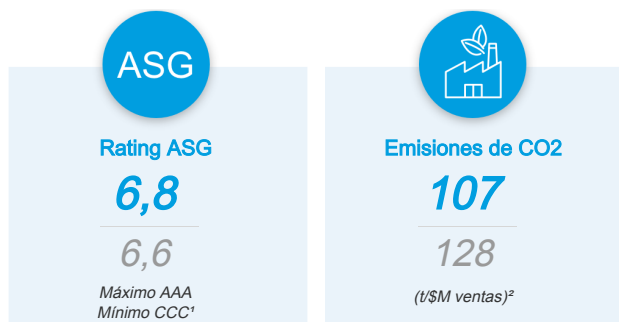 ASG
Rating ASG
6,8
6,6
Máximo AAA
Mínimo CCC¹
Emisiones de CO2
107
128
(t/$M ventas)²